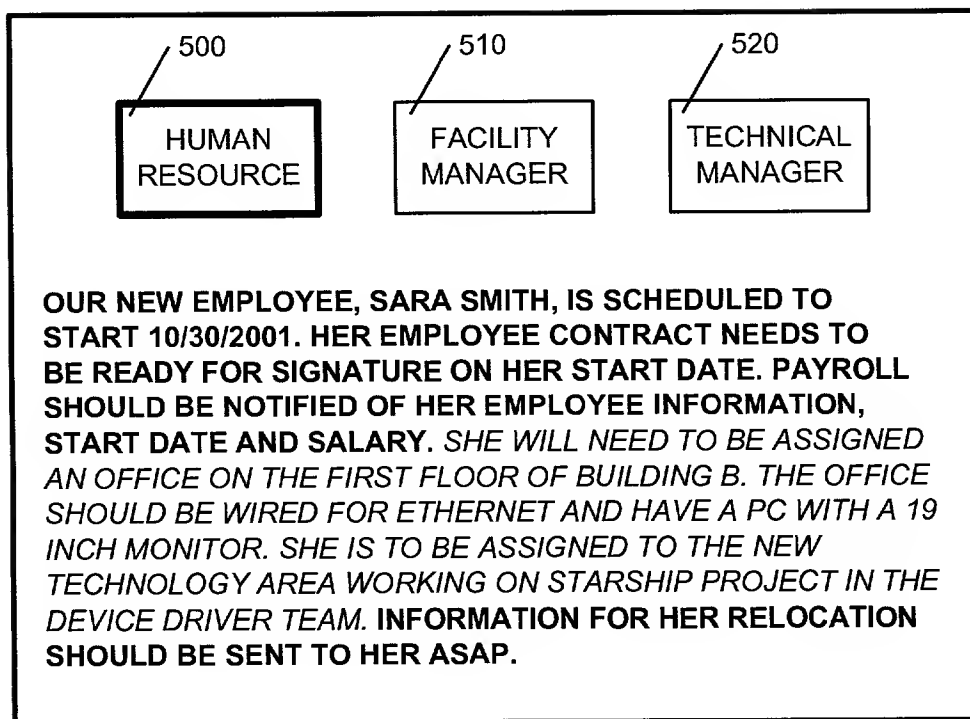 500
510
520
HUMAN
RESOURCE
FACILITY
MANAGER
TECHNICAL
MANAGER
OUR NEW EMPLOYEE, SARA SMITH, IS SCHEDULED TO
START 10/30/2001. HER EMPLOYEE CONTRACT NEEDS TO
BE READY FOR SIGNATURE ON HER START DATE. PAYROLL
SHOULD BE NOTIFIED OF HER EMPLOYEE INFORMATION,
START DATE AND SALARY. SHE WILL NEED TO BE ASSIGNED
AN OFFICE ON THE FIRST FLOOR OF BUILDING B. THE OFFICE
SHOULD BE WIRED FOR ETHERNET AND HAVE A PC WITH A 19
INCH MONITOR. SHE IS TO BE ASSIGNED TO THE NEW
TECHNOLOGY AREA WORKING ON STARSHIP PROJECT IN THE
DEVICE DRIVER TEAM. INFORMATION FOR HER RELOCATION
SHOULD BE SENT TO HER ASAP.